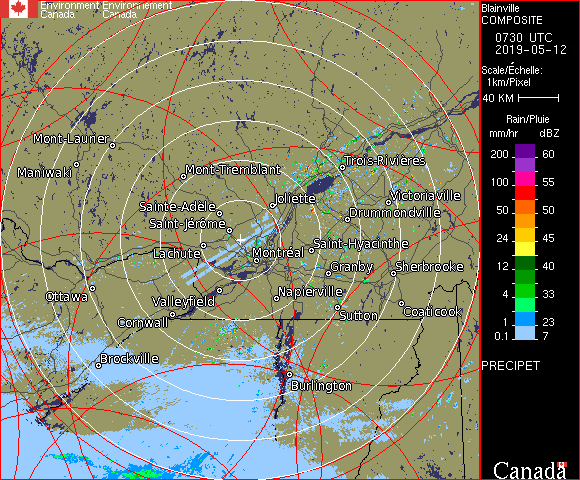 Environment Environnement
Canada Canada
Blainville
COMPOSITE
0730 UTC
2019-05-12
Scale/Échelle:
1km/Pixel
40 KM
Rain/Pluie
mm/hr dBZ
200 60
100 55
50 50
24 45
12 40
4 33
1 23
0.1 7
PRECIPET
Mont-Laurier
Maniwaki
Mont-Tremblant
Trois-Rivières
Joliette
Victoriaville
Sainte-Adèle
Drummondville
Saint-Jérôme
Saint-Hyacinthe
Lachute
Montréal
Granby
Sherbrooke
Ottawa
Valleyfield
Napierville
Cornwall
Sutton
Coaticook
Brockville
Burlington
Canada